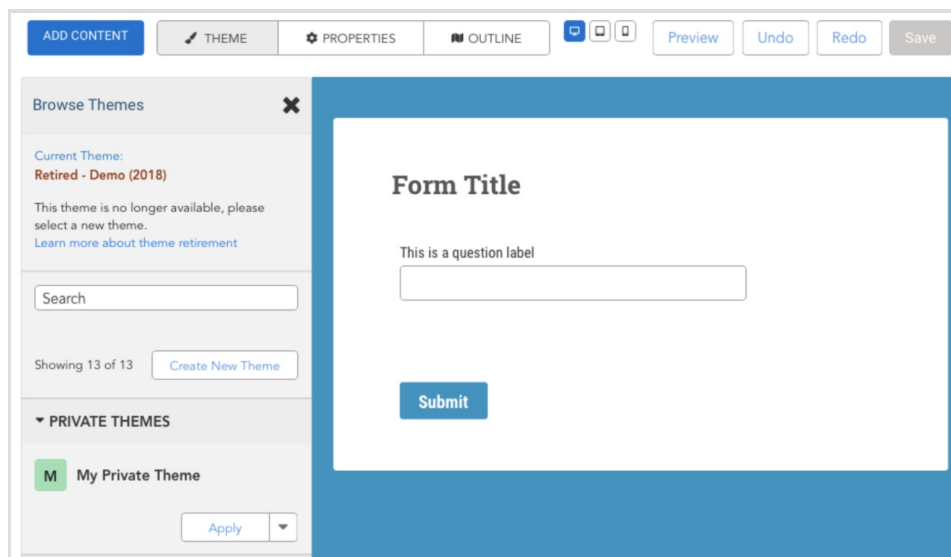 ADD CONTENT THEME PROPERTIES OUTLINE Preview Undo Redo Save
Browse Themes
Current Theme:
Retired - Demo (2018)
This theme is no longer available, please
select a new theme.
Learn more about theme retirement
Search
Showing 13 of 13 Create New Theme
PRIVATE THEMES
M My Private Theme
Apply
Form Title
This is a question label
Submit